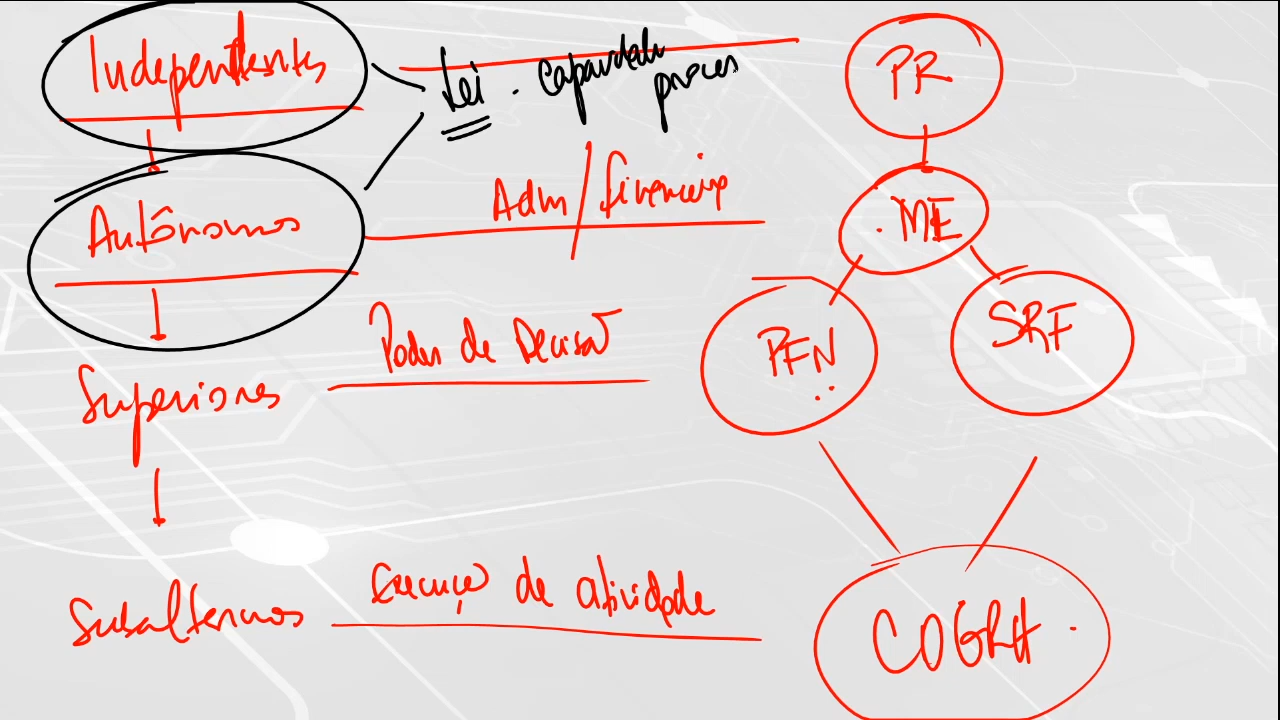 Independentes
Lei. capacidade
proces
PR
Autônomos
Adm/financeira
ME
Superiores
Poder de Decisão
PFN
SRF
Subalternos
Execução de atividade
COGRH